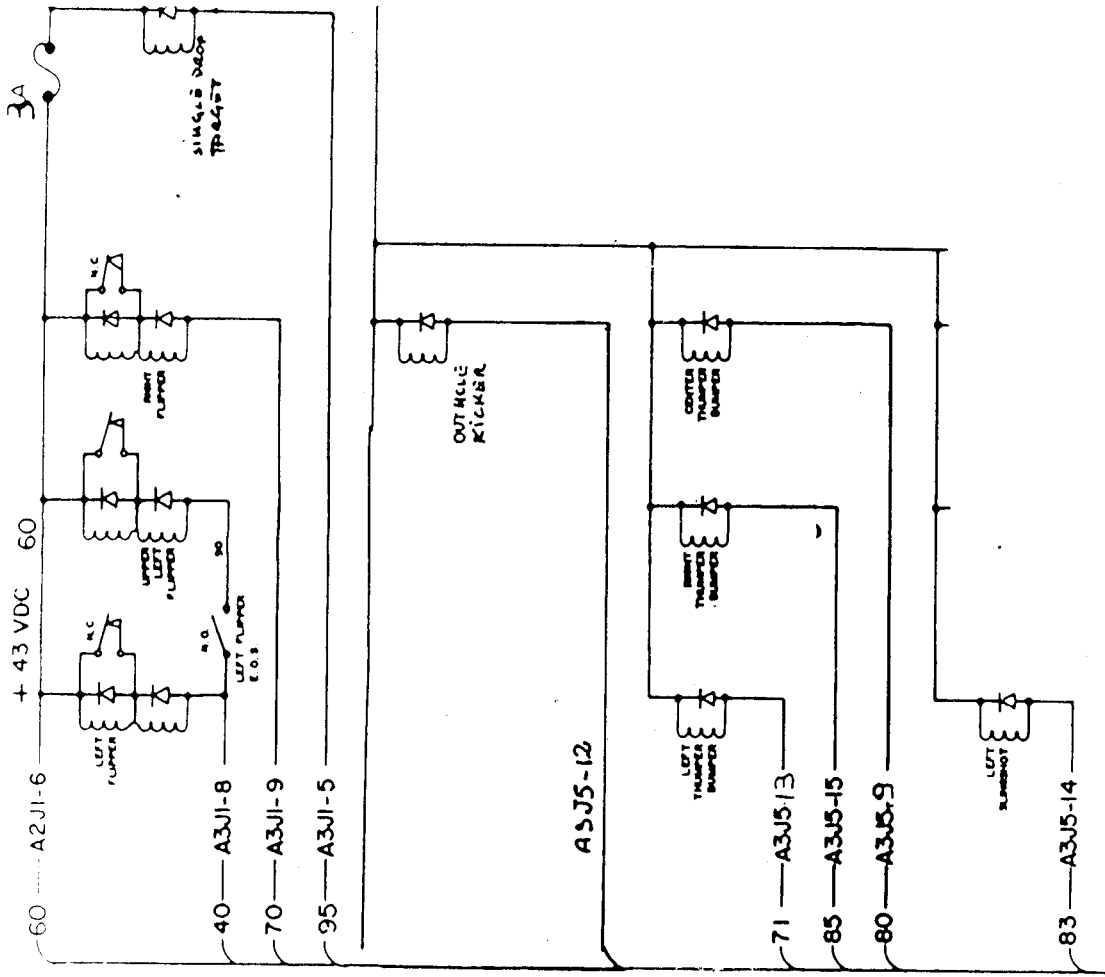 3A
SINGLE DROP
TARGET
+ 43 VDC
60
N.C
N.C
LEFT
FLIPPER
UPPER
LEFT
FLIPPER
RIGHT
FLIPPER
N.O.
90
LEFT FLIPPER
E.O.S.
60 A2J1-6
40 A3J1-8
70 A3J1-9
95 A3J1-5
OUTHOLE
KICKER
A3J5-12
LEFT
THUMPER
BUMPER
RIGHT
THUMPER
BUMPER
CENTER
THUMPER
BUMPER
71 A3J5-13
85 A3J5-15
80 A3J5-9
LEFT
SLINGSHOT
83 A3J5-14